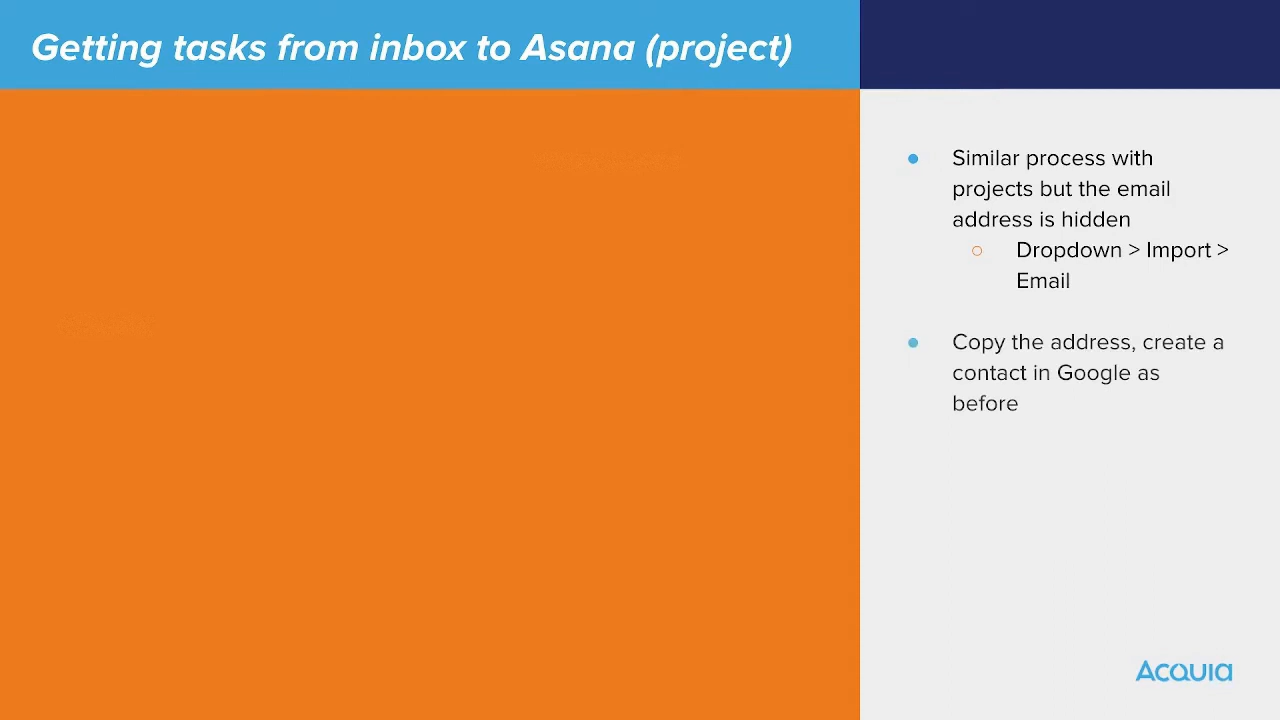 Getting tasks from inbox to Asana (project)
Similar process with
projects but the email
address is hidden
Dropdown > Import >
Email
Copy the address, create a
contact in Google as
before
Acquia